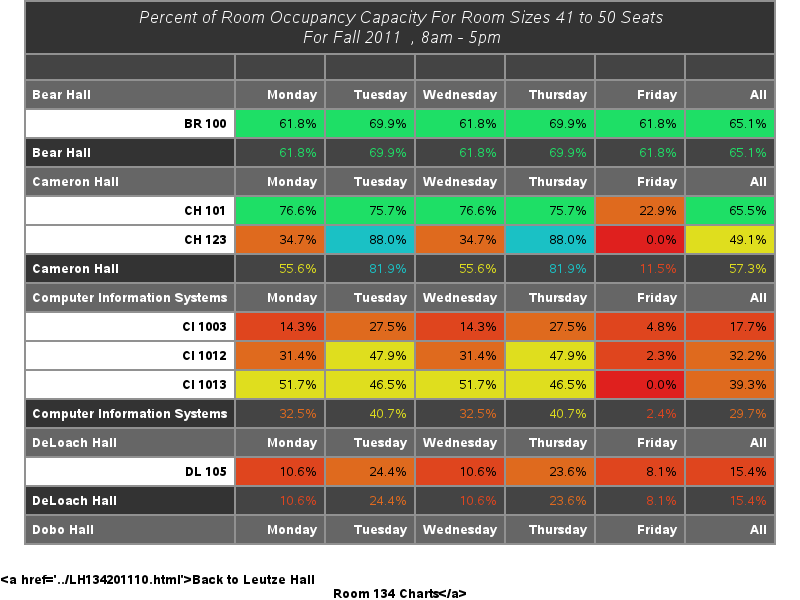 Percent of Room Occupancy Capacity For Room Sizes 41 to 50 Seats
For Fall 2011 , 8am - 5pm
Bear Hall Monday Tuesday Wednesday Thursday Friday All
BR 100 61.8% 69.9% 61.8% 69.9% 61.8% 65.1%
Bear Hall 61.8% 69.9% 61.8% 69.9% 61.8% 65.1%
Cameron Hall Monday Tuesday Wednesday Thursday Friday All
CH 101 76.6% 75.7% 76.6% 75.7% 22.9% 65.5%
CH 123 34.7% 88.0% 34.7% 88.0% 0.0% 49.1%
Cameron Hall 55.6% 81.9% 55.6% 81.9% 11.5% 57.3%
Computer Information Systems Monday Tuesday Wednesday Thursday Friday All
CI 1003 14.3% 27.5% 14.3% 27.5% 4.8% 17.7%
CI 1012 31.4% 47.9% 31.4% 47.9% 2.3% 32.2%
CI 1013 51.7% 46.5% 51.7% 46.5% 0.0% 39.3%
Computer Information Systems 32.5% 40.7% 32.5% 40.7% 2.4% 29.7%
DeLoach Hall Monday Tuesday Wednesday Thursday Friday All
DL 105 10.6% 24.4% 10.6% 23.6% 8.1% 15.4%
DeLoach Hall 10.6% 24.4% 10.6% 23.6% 8.1% 15.4%
Dobo Hall Monday Tuesday Wednesday Thursday Friday All
&lt;a href='../LH134201110.html'&gt;Back to Leutze Hall
Room 134 Charts&lt;/a&gt;